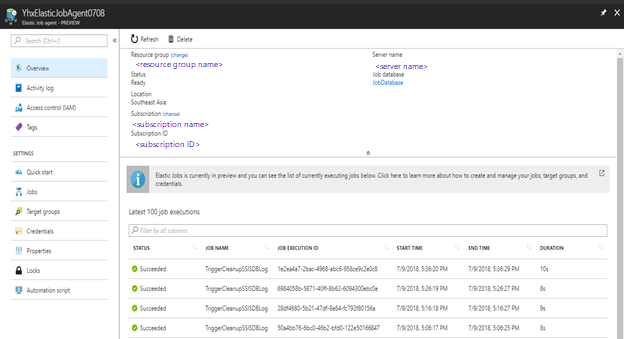 YhxElasticJobAgent0708
Elastic Job agent - PREVIEW
Search (Ctrl+/)
Overview
Activity log
Access control (IAM)
Tags
SETTINGS
Quick start
Jobs
Target groups
Credentials
Properties
Locks
Automation script
Refresh
Delete
Resource group (change)
<resource group name>
Status
Ready
Location
Southeast Asia
Subscription (change)
<subscription name>
Subscription ID
<subscription ID>
Server name
<server name>
Job database
JobDatabase
Elastic Jobs is currently in preview and you can see the list of currently executing jobs below. Click here to learn more about how to create and manage your jobs, target groups, and
credentials.
Latest 100 job executions
Filter by all columns
STATUS JOB NAME JOB EXECUTION ID START TIME END TIME DURATION
Succeeded TriggerCleanupSSISDBLog 1e2ea4a7-2bac-4968-abc6-958ce9c2e0c8 7/9/2018, 5:36:20 PM 7/9/2018, 5:36:29 PM 10s
Succeeded TriggerCleanupSSISDBLog 6984058b-5871-40ff-8b62-6094300ebc0e 7/9/2018, 5:26:19 PM 7/9/2018, 5:26:27 PM 8s
Succeeded TriggerCleanupSSISDBLog 28df4680-5b21-47df-8e84-fc792f80156a 7/9/2018, 5:16:18 PM 7/9/2018, 5:16:27 PM 9s
Succeeded TriggerCleanupSSISDBLog 50a4bb76-6bc0-46b2-bfd0-122e50166847 7/9/2018, 5:06:17 PM 7/9/2018, 5:06:25 PM 8s